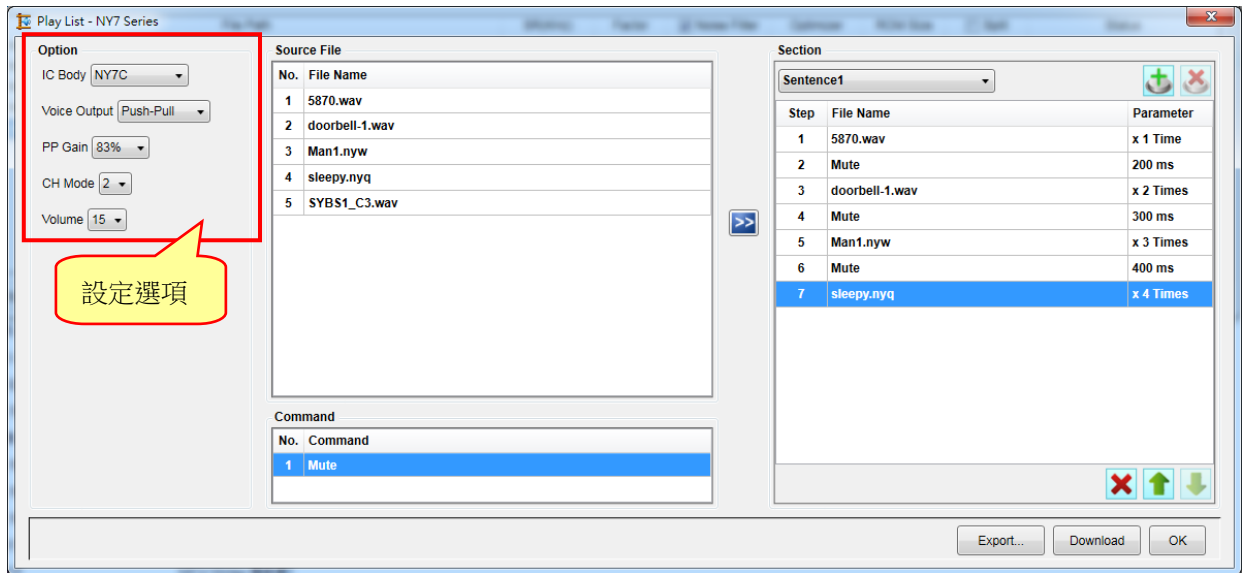 Play List - NY7 Series
Option
IC Body NY7C
Voice Output Push-Pull
PP Gain 83%
CH Mode 2
Volume 15
設定選項
Source File
No. File Name
1 5870.wav
2 doorbell-1.wav
3 Man1.nyw
4 sleepy.nyq
5 SYBS1_C3.wav
Command
No. Command
1 Mute
>>
Section
Sentence1
Step File Name Parameter
1 5870.wav x 1 Time
2 Mute 200 ms
3 doorbell-1.wav x 2 Times
4 Mute 300 ms
5 Man1.nyw x 3 Times
6 Mute 400 ms
7 sleepy.nyq x 4 Times
Export... Download OK